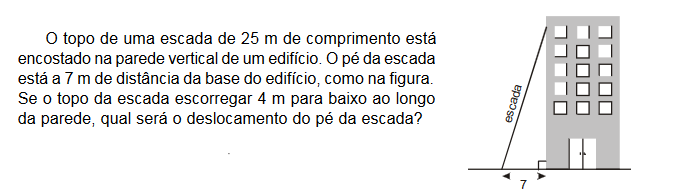 O topo de uma escada de 25 m de comprimento está
encostado na parede vertical de um edifício. O pé da escada
está a 7 m de distância da base do edifício, como na figura.
Se o topo da escada escorregar 4 m para baixo ao longo
da parede, qual será o deslocamento do pé da escada?
escada
7